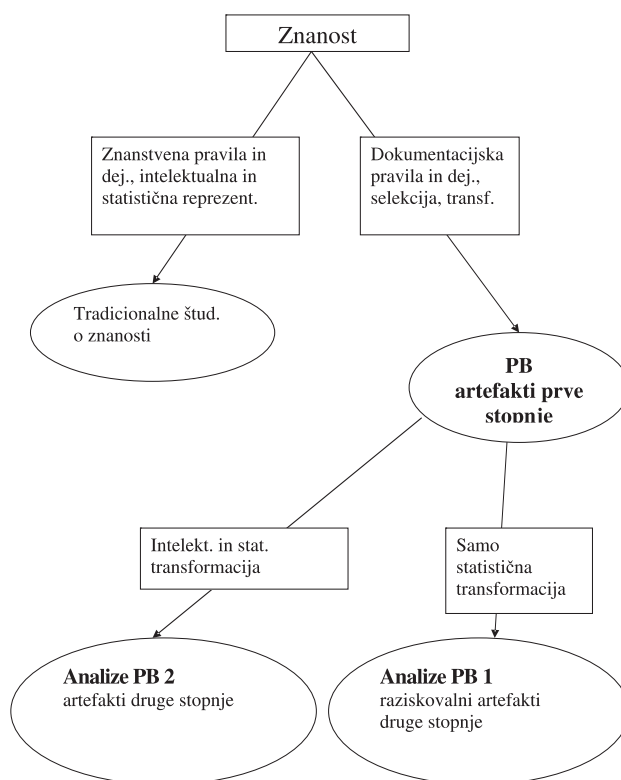 Znanost
Znanstvena pravila in
dej., intelektualna in
statistična reprezent.
Dokumentacijska
pravila in dej.,
selekcija, transf.
Tradicionalne štud.
o znanosti
PB
artefakti prve
stopnje
Intelekt. in stat.
transformacija
Samo
statistična
transformacija
Analize PB 2
artefakti druge stopnje
Analize PB 1
raziskovalni artefakti
druge stopnje